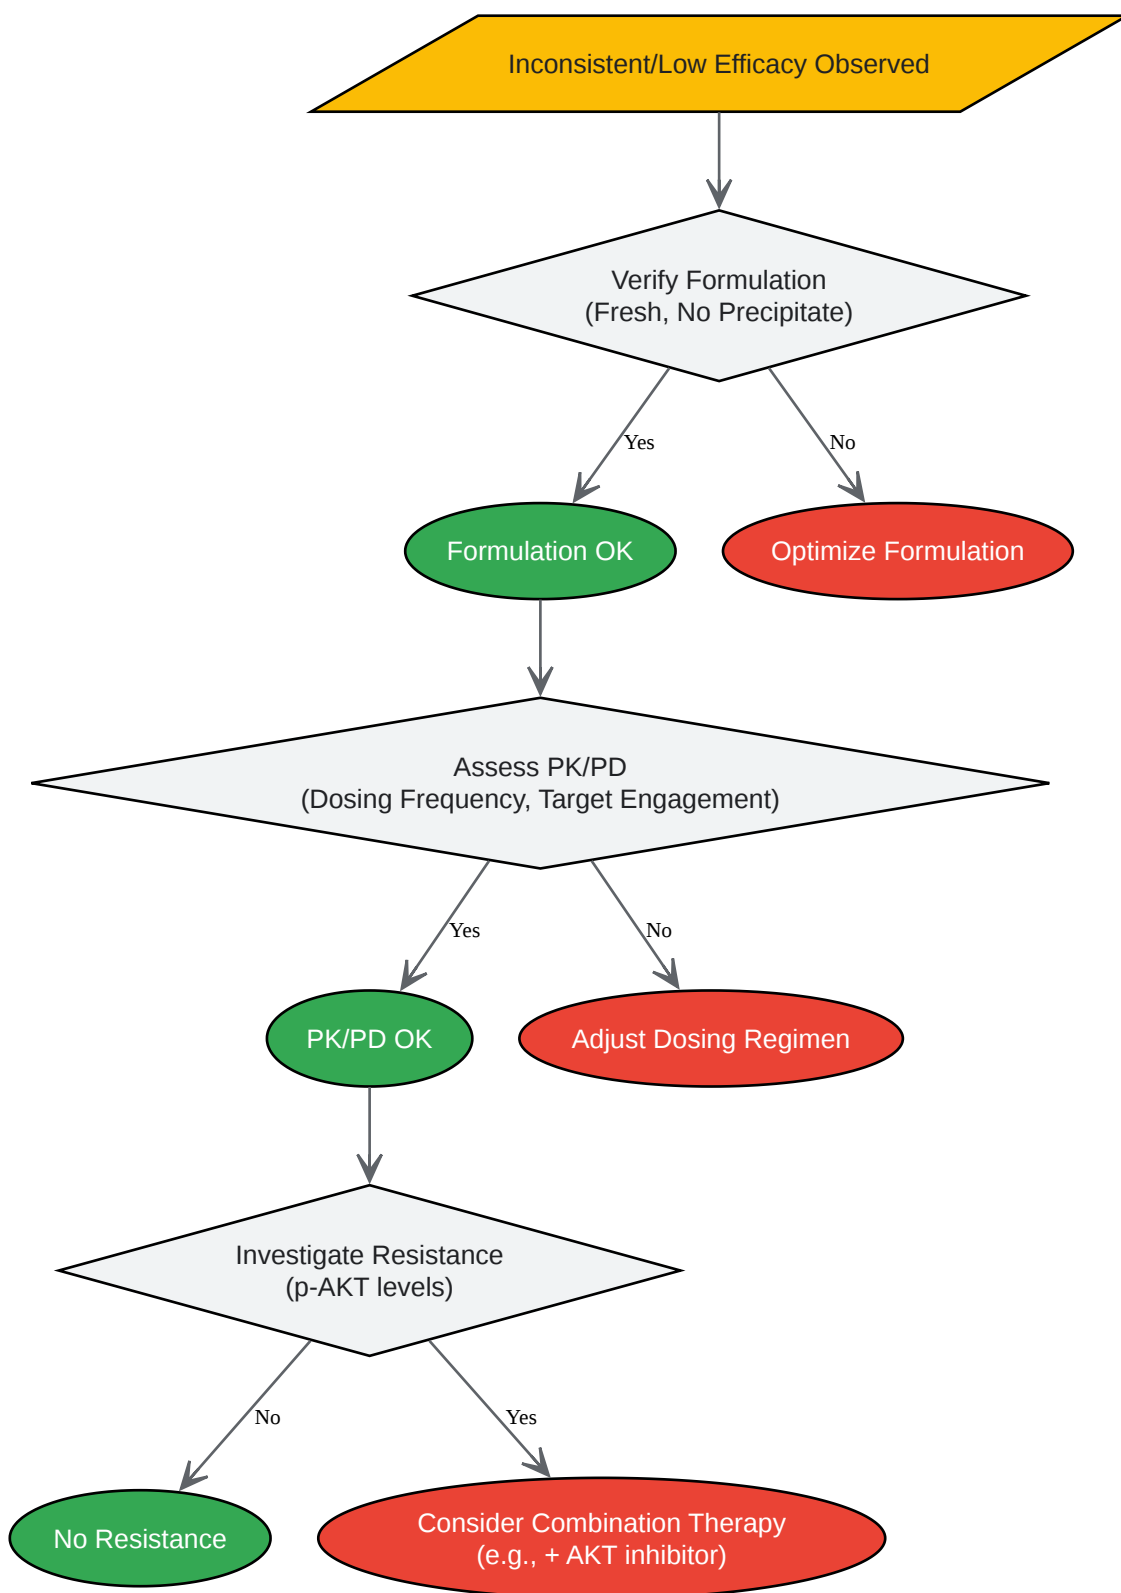 Inconsistent/Low Efficacy Observed
Verify Formulation
(Fresh, No Precipitate)
Yes
No
Formulation OK
Optimize Formulation
Assess PK/PD
(Dosing Frequency, Target Engagement)
Yes
No
PK/PD OK
Adjust Dosing Regimen
Investigate Resistance
(p-AKT levels)
No
Yes
No Resistance
Consider Combination Therapy
(e.g., + AKT inhibitor)